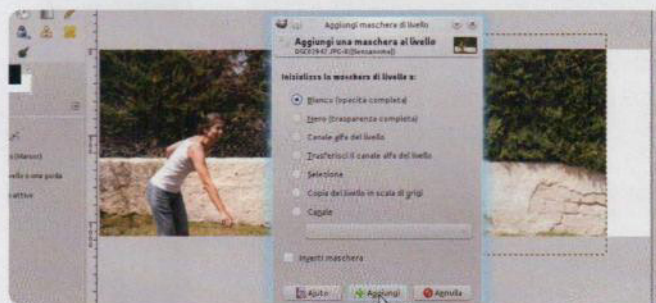 Aggiungi maschera di livello
Aggiungi una maschera al livello
Inizializza la maschera di livello a:
Bianco (opacità completa)
Nero (trasparenza completa)
Canale alfa del livello
Trasferisci il canale alfa del livello
Selezione
Copia del livello in scala di grigi
Canale
Inverti maschera
Aiuto
Aggiungi
Annulla